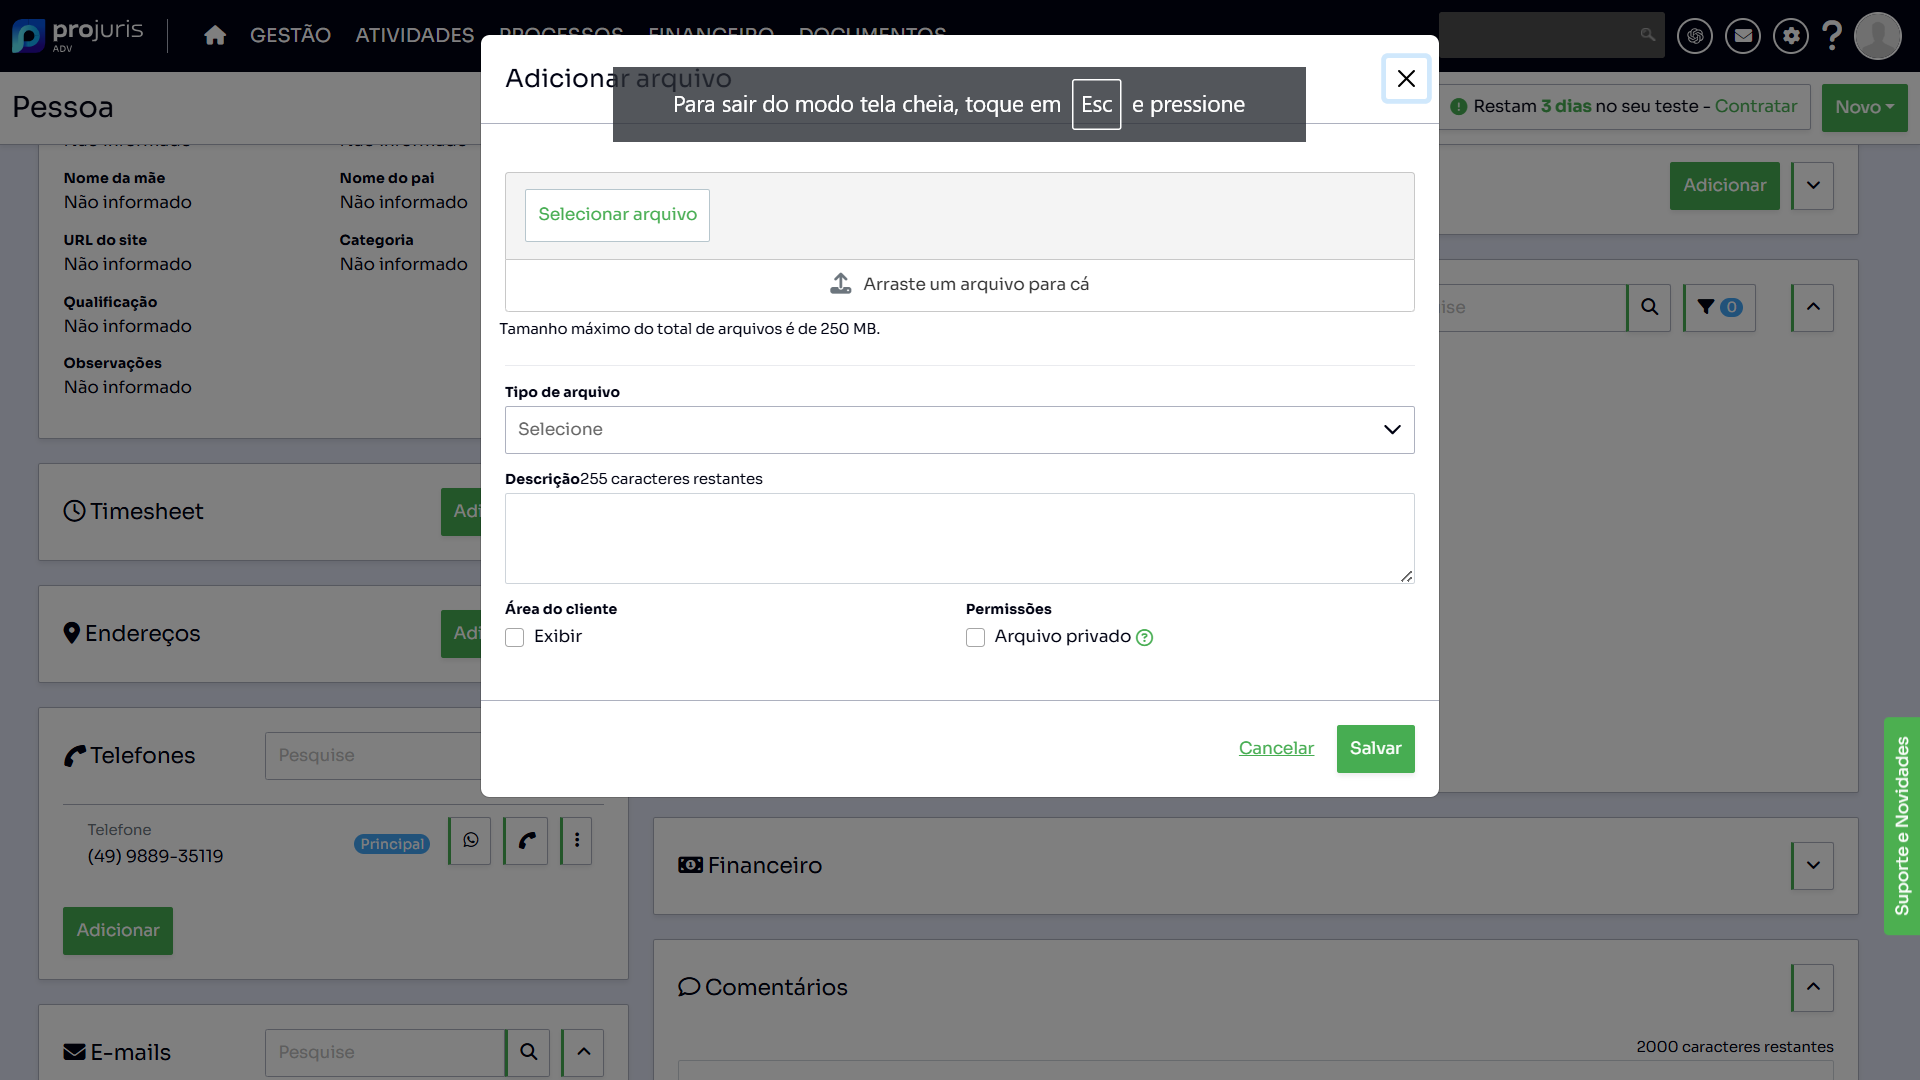 projuris
ADV
GESTÃO
ATIVIDADES
PROCESSOS
FINANCEIRO
DOCUMENTOS
Pessoa
Restam 3 dias no seu teste - Contratar
Novo
Adicionar arquivo
Para sair do modo tela cheia, toque em Esc e pressione
Selecionar arquivo
Arraste um arquivo para cá
Tamanho máximo do total de arquivos é de 250 MB.
Tipo de arquivo
Selecione
Descrição255 caracteres restantes
Área do cliente
Exibir
Permissões
Arquivo privado
Cancelar
Salvar
Não informado
Não informado
Nome da mãe
Não informado
Nome do pai
Não informado
URL do site
Não informado
Categoria
Não informado
Qualificação
Não informado
Observações
Não informado
Timesheet
Adi
Endereços
Adi
Telefones
Pesquise
Telefone
(49) 9889-35119
Principal
Adicionar
E-mails
Pesquise
Adicionar
ise
0
Financeiro
Comentários
2000 caracteres restantes
Suporte e Novidades